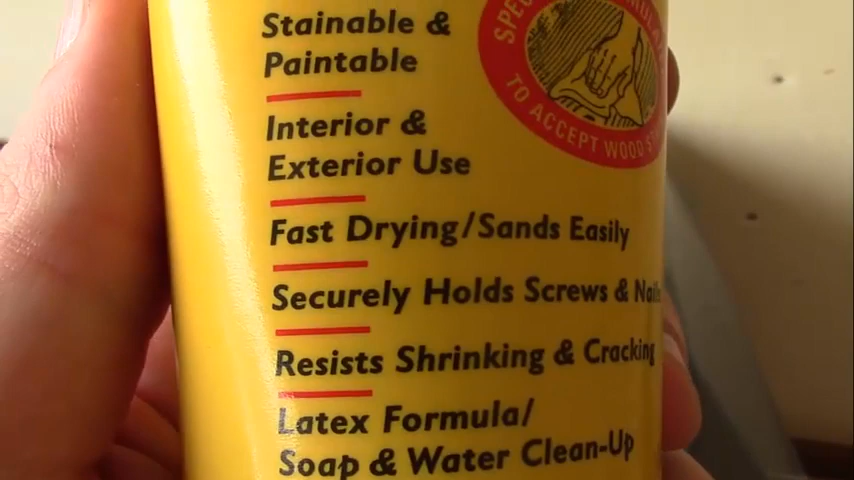 Stainable &
Paintable
Interior &
Exterior Use
Fast Drying/Sands Easily
Securely Holds Screws &
Resists Shrinking & Cracking
Latex Formula/
Soap & Water Clean-Up
TO ACCEPT WOOD